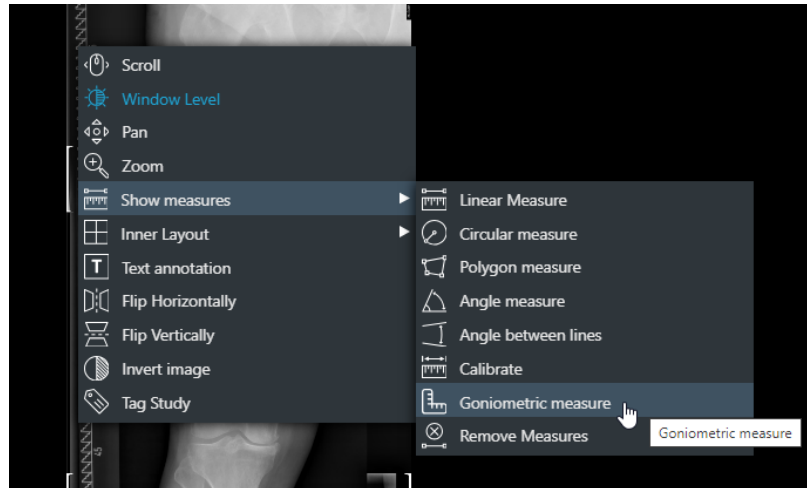 Scroll
Window Level
Pan
Zoom
Show measures
Inner Layout
T Text annotation
Flip Horizontally
Flip Vertically
Invert image
Tag Study
Linear Measure
Circular measure
Polygon measure
Angle measure
Angle between lines
Calibrate
Goniometric measure
Remove Measures
Goniometric measure
45